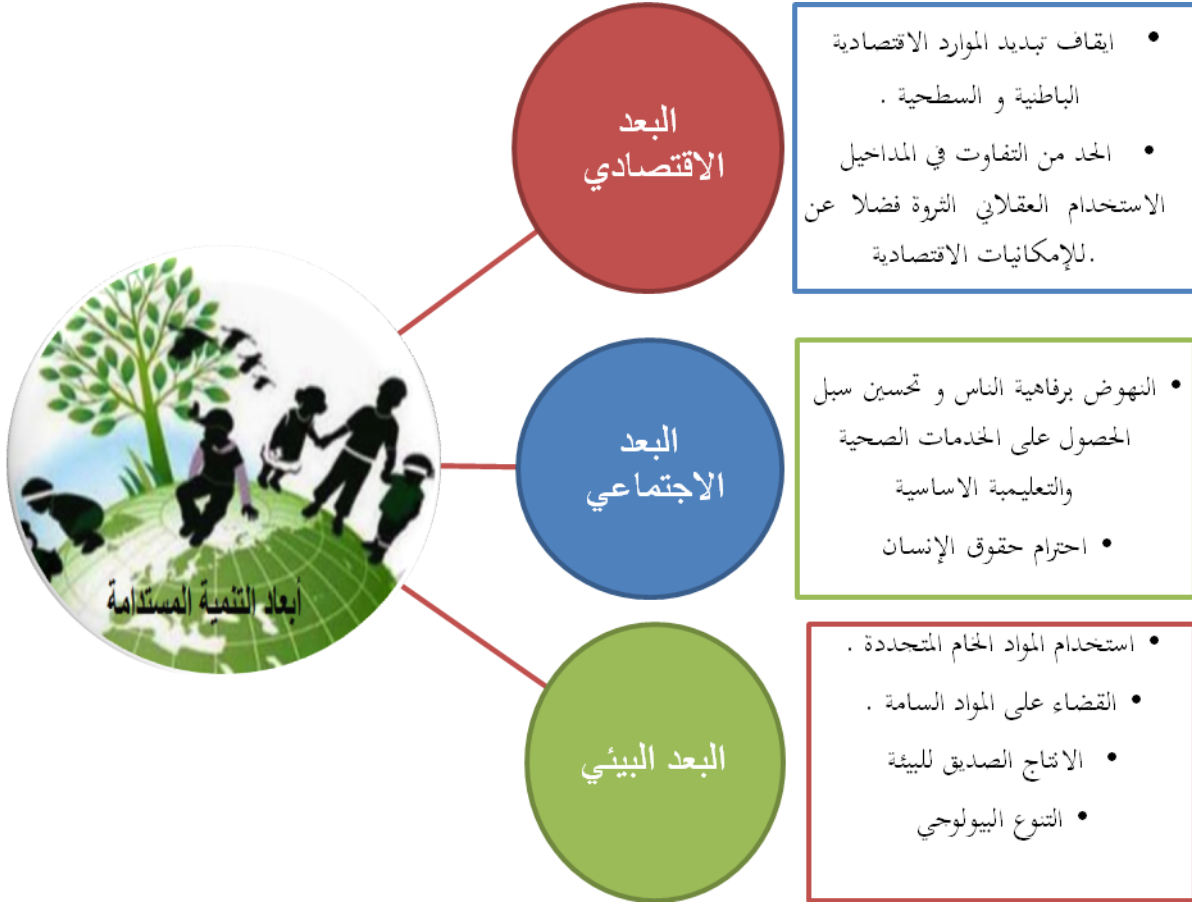 أبعاد التنمية المستدامة
البعد
الاقتصادي
• ايقاف تبديد الموارد الاقتصادية
الباطنية و السطحية .
• الحد من التفاوت في المداخيل
الاستخدام العقلاني الثروة فضلا عن
.للإمكانيات الاقتصادية
البعد
الاجتماعي
• النهوض برفاهية الناس و تحسين سبل
الحصول على الخدمات الصحية
والتعليمبة الاساسية
• احترام حقوق الإنسان
البعد البيئي
• استخدام المواد الخام المتجددة .
• القضاء على المواد السامة .
• الانتاج الصديق للبيئة
• التنوع البيولوجي